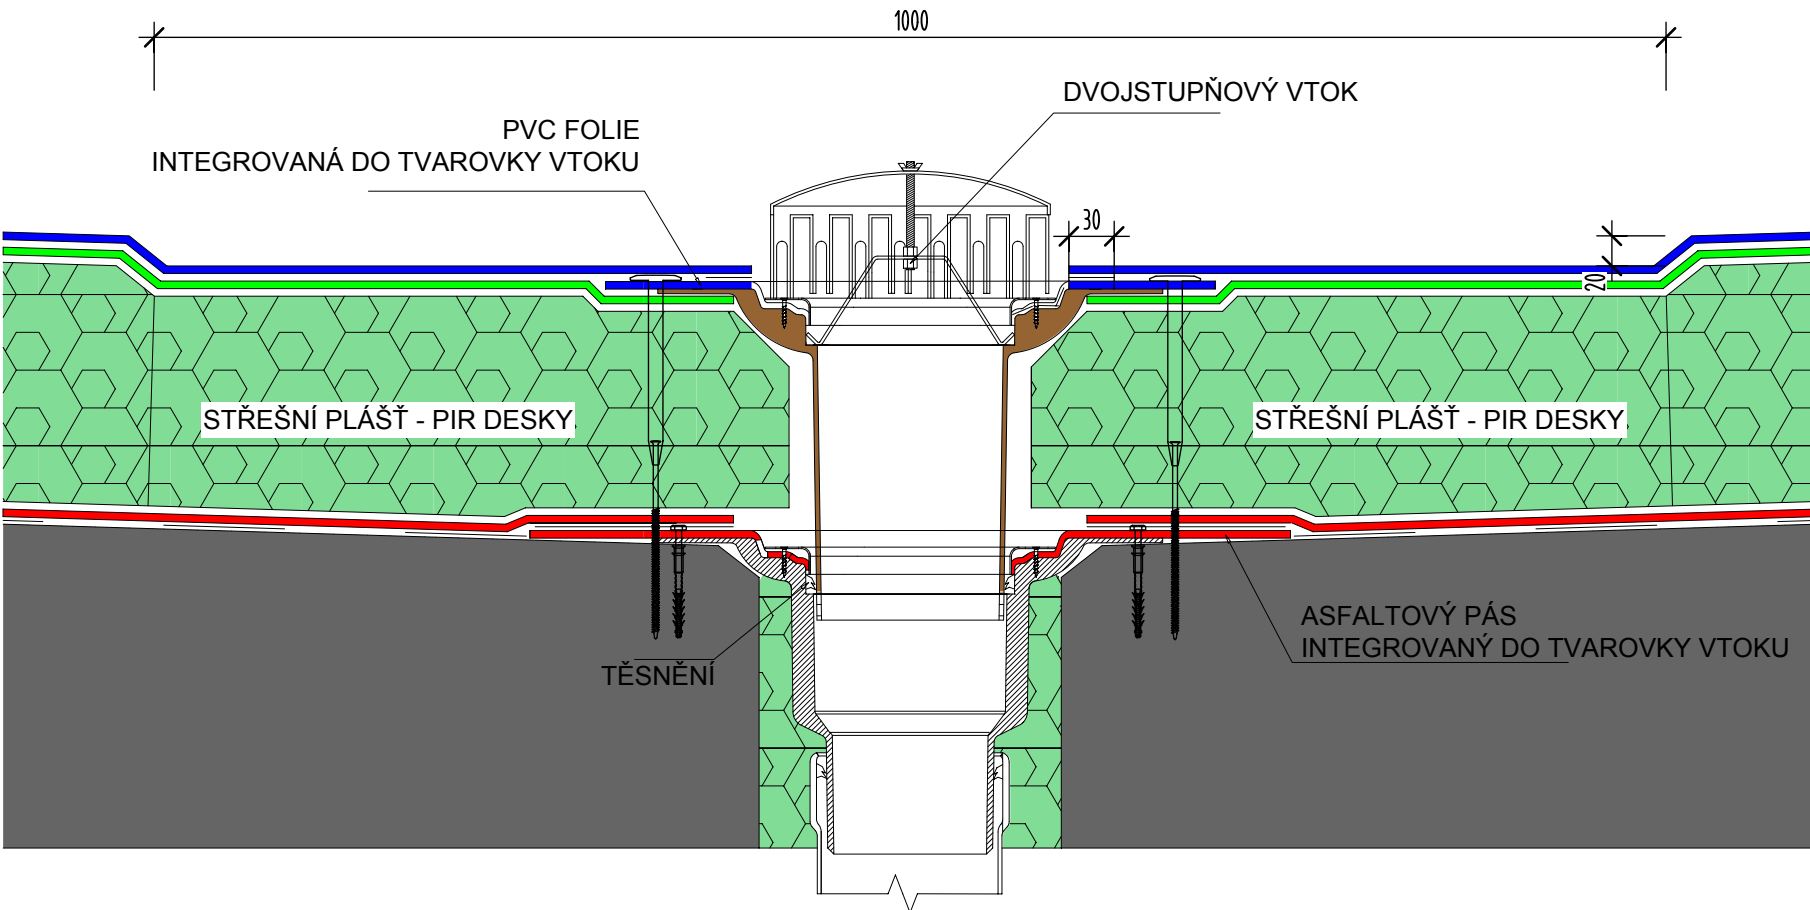 1000
DVOJSTUPŇOVÝ VTOK
PVC FOLIE
INTEGROVANÁ DO TVAROVKY VTOKU
30
20
STŘEŠNÍ PLÁŠŤ - PIR DESKY
STŘEŠNÍ PLÁŠŤ - PIR DESKY
ASFALTOVÝ PÁS
INTEGROVANÝ DO TVAROVKY VTOKU
TĚSNĚNÍ